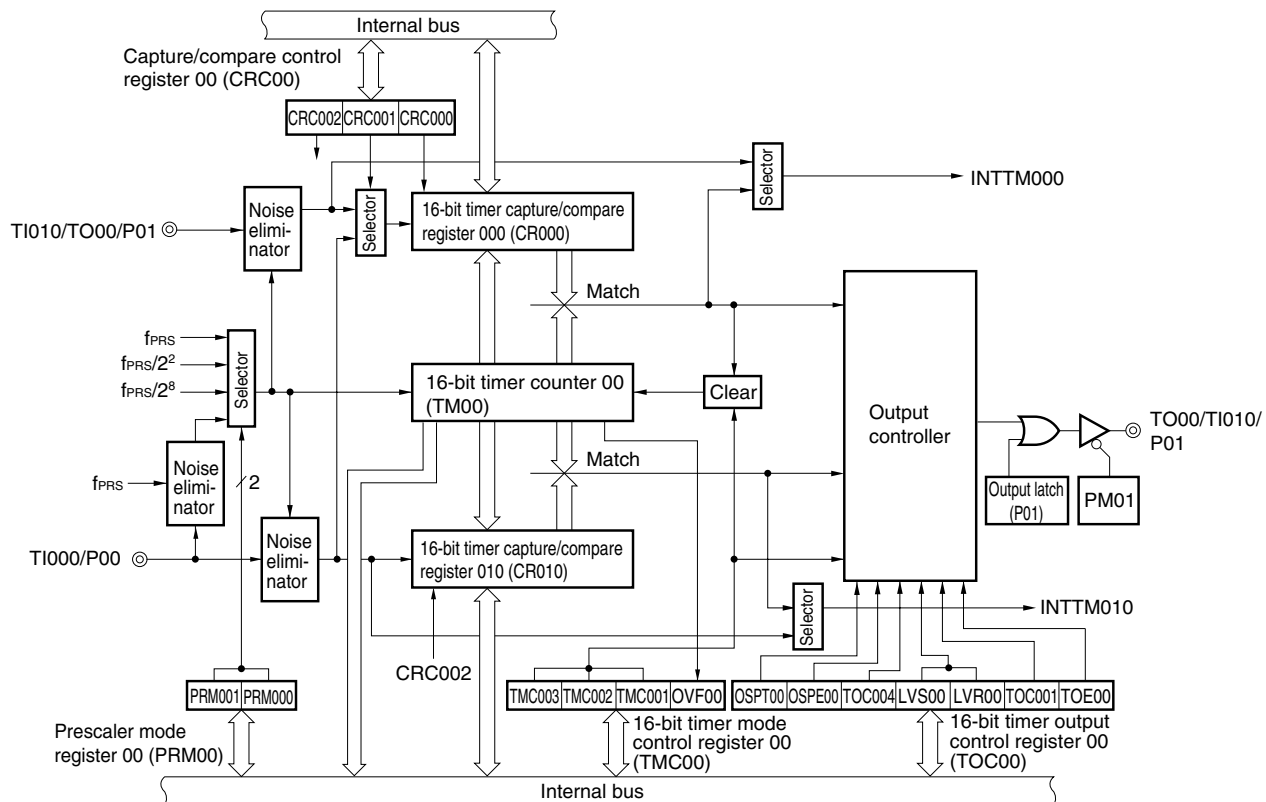 Internal bus
Capture/compare control
register 00 (CRC00)
CRC002 CRC001 CRC000
TI010/TO00/P01
Noise
elimi-
nator
Selector
16-bit timer capture/compare
register 000 (CR000)
Selector
INTTM000
Match
fPRS
fPRS/2²
fPRS/2⁸
Selector
16-bit timer counter 00
(TM00)
Clear
Output
controller
TO00/TI010/
P01
Output latch
(P01)
PM01
fPRS
Noise
elimi-
nator
2
Match
TI000/P00
Noise
elimi-
nator
16-bit timer capture/compare
register 010 (CR010)
Selector
INTTM010
CRC002
PRM001 PRM000
TMC003 TMC002 TMC001 OVF00
OSPT00 OSPE00 TOC004 LVS00 LVR00 TOC001 TOE00
Prescaler mode
register 00 (PRM00)
16-bit timer mode
control register 00
(TMC00)
16-bit timer output
control register 00
(TOC00)
Internal bus